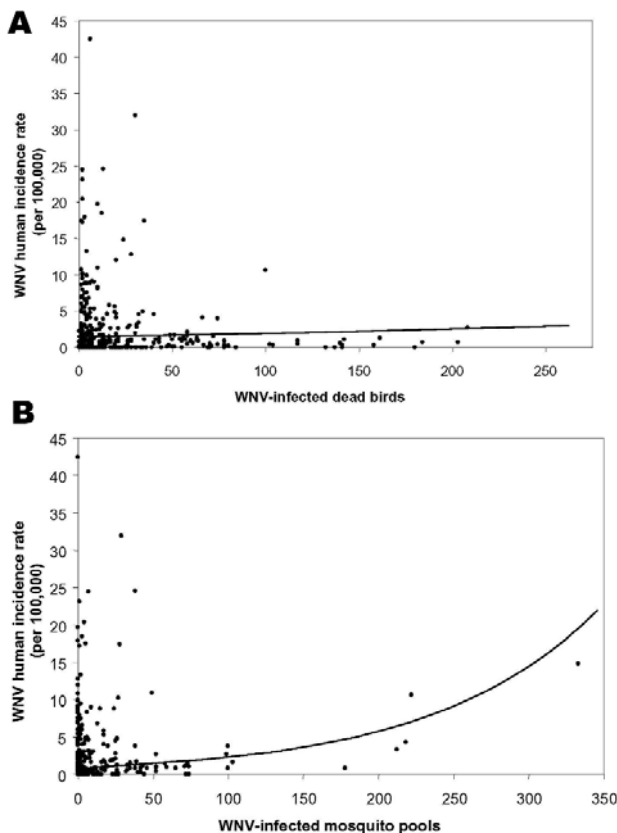 A
WNV human incidence rate
(per 100,000)
45
40
35
30
25
20
15
10
5
0
0 50 100 150 200 250
WNV-infected dead birds
B
WNV human incidence rate
(per 100,000)
45
40
35
30
25
20
15
10
5
0
0 50 100 150 200 250 300 350
WNV-infected mosquito pools